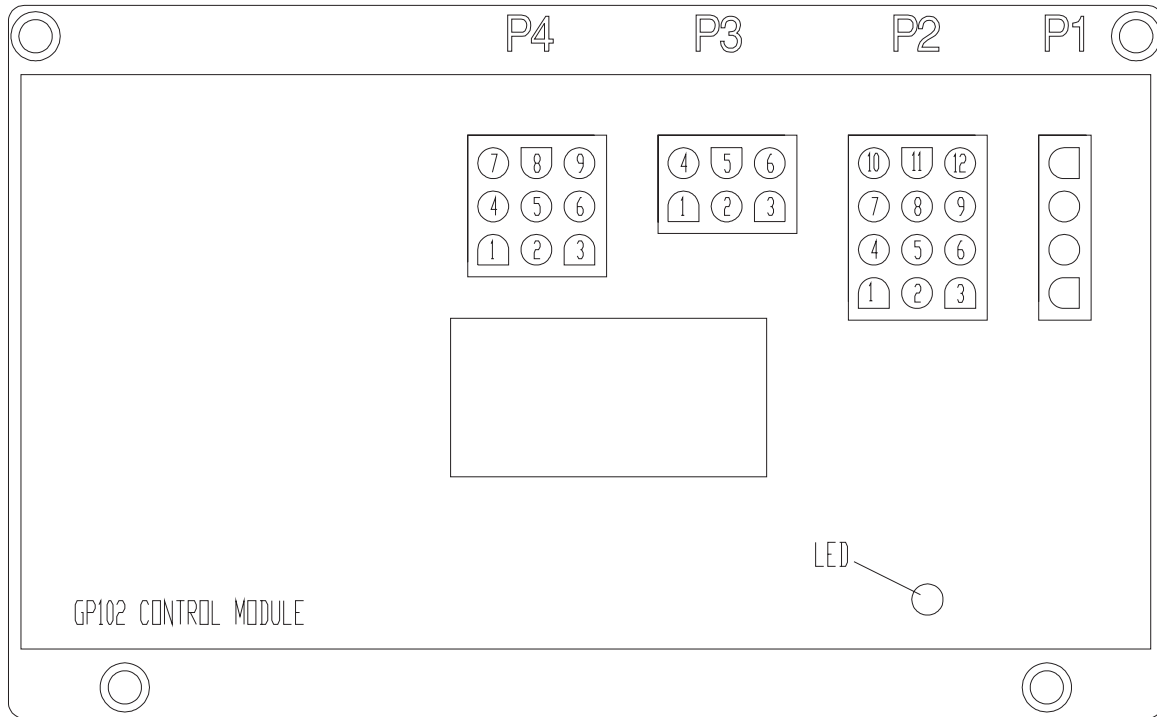 P4 P3 P2 P1
7 8 9 4 5 6 10 11 12
4 5 6 1 2 3 7 8 9
1 2 3 4 5 6
1 2 3
LED
GP102 CONTROL MODULE